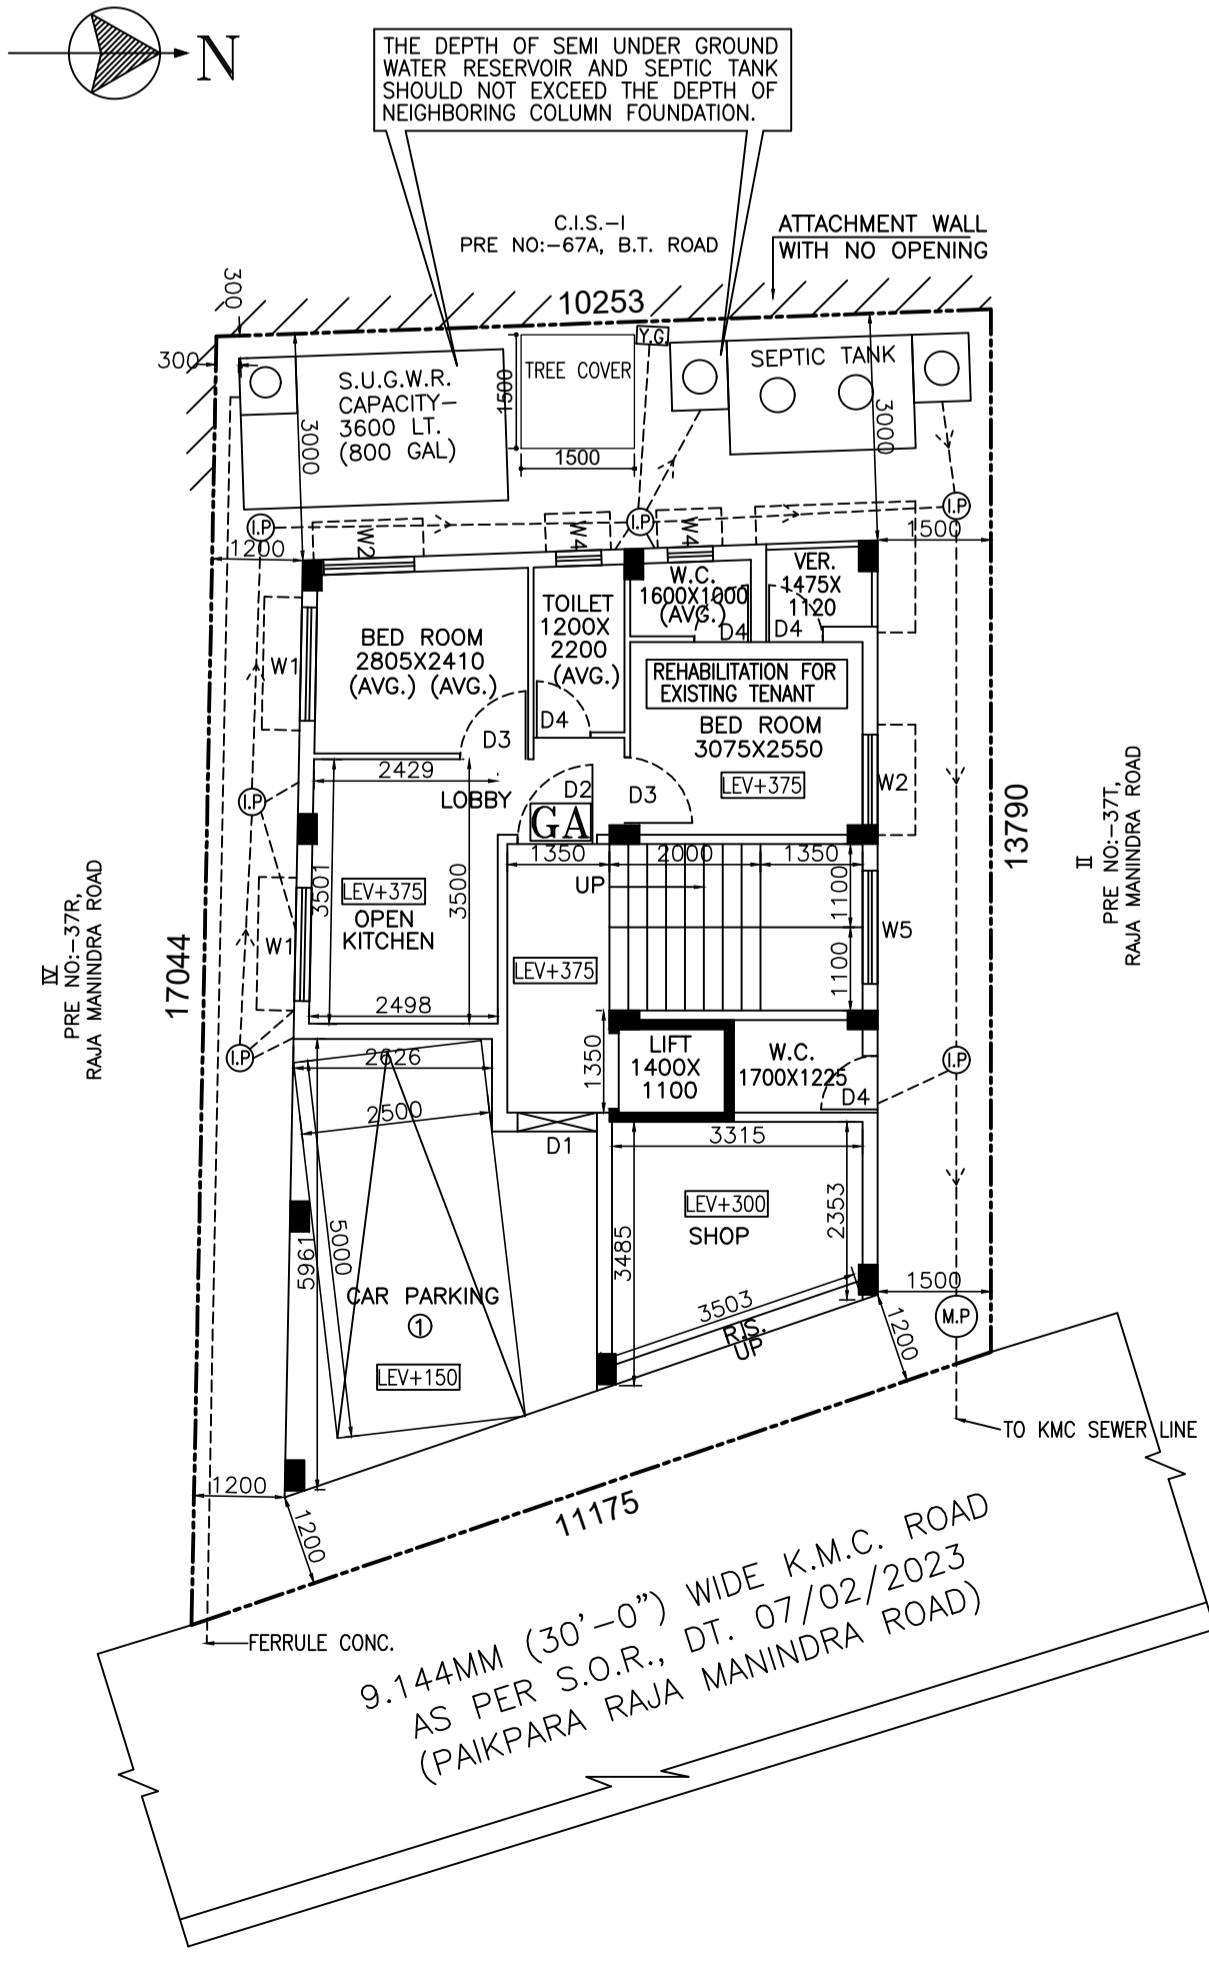 N
THE DEPTH OF SEMI UNDER GROUND
WATER RESERVOIR AND SEPTIC TANK
SHOULD NOT EXCEED THE DEPTH OF
NEIGHBORING COLUMN FOUNDATION.
C.I.S.-I
PRE NO:-67A, B.T. ROAD
ATTACHMENT WALL
WITH NO OPENING
300
10253
300
Y.G.
S.U.G.W.R.
CAPACITY-
3600 LT.
(800 GAL)
3000
1500
TREE COVER
1500
SEPTIC TANK
3000
I.P
I.P
I.P
1200
W2
W4
W4
1500
W.C.
1600X1000
(AVG.)
D4
VER.
1475X
1120
D4
TOILET
1200X
2200
(AVG.)
D4
BED ROOM
2805X2410
(AVG.) (AVG.)
W1
D3
REHABILITATION FOR
EXISTING TENANT
BED ROOM
3075X2550
LEV+375
W2
D3
2429
LOBBY
D2
GA
I.P
1350
2000
1350
UP
1100
1100
W5
3501
LEV+375
OPEN
KITCHEN
3500
W1
LEV+375
2498
I.P
1350
LIFT
1400X
1100
W.C.
1700X1225
D4
I.P
2626
2500
D1
3315
LEV+300
SHOP
2353
3485
3503
R.S.
UP
5961
5000
CAR PARKING
1
LEV+150
1500
M.P
1200
TO KMC SEWER LINE
1200
1200
11175
FERRULE CONC.
17044
13790
IV
PRE NO:-37R,
RAJA MANINDRA ROAD
II
PRE NO:-37T,
RAJA MANINDRA ROAD
9.144MM (30'-0") WIDE K.M.C. ROAD
AS PER S.O.R., DT. 07/02/2023
(PAIKPARA RAJA MANINDRA ROAD)